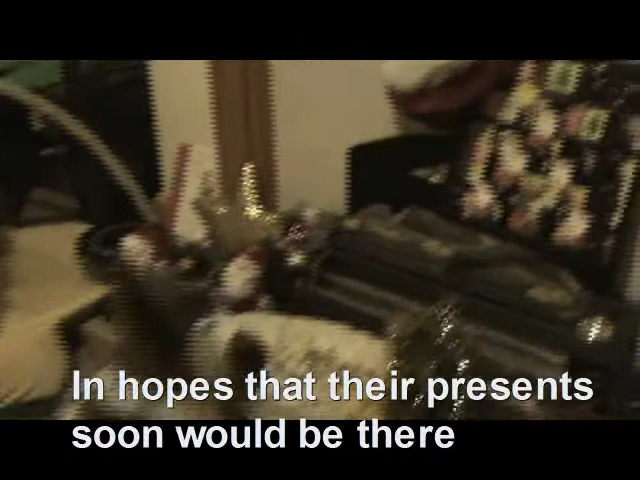 In hopes that their presents
soon would be there